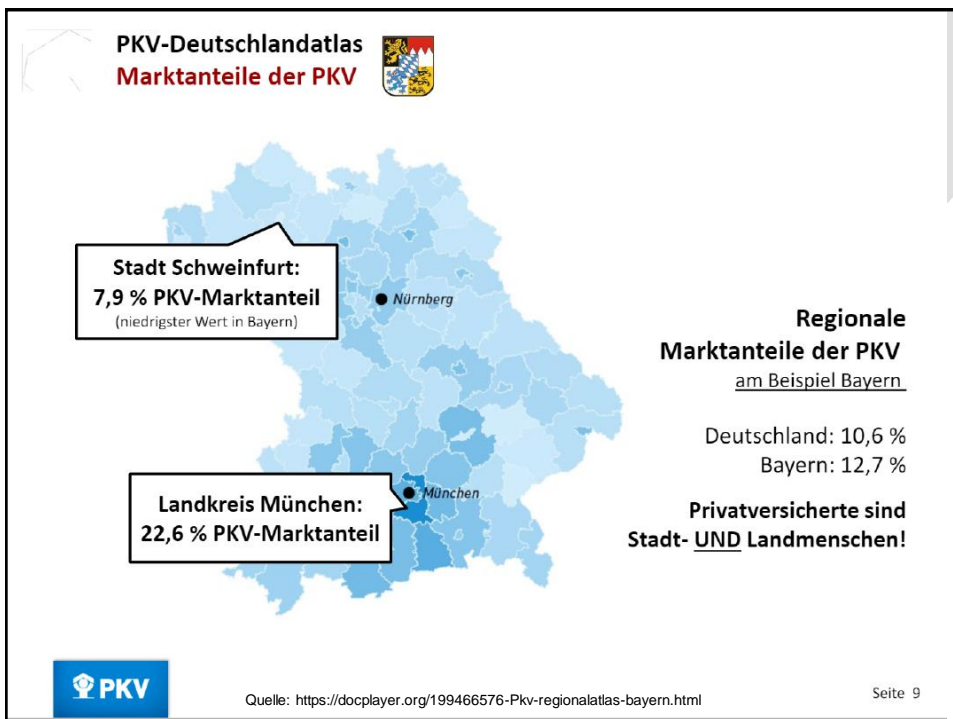 PKV-Deutschlandatlas
Marktanteile der PKV
Stadt Schweinfurt:
7,9 % PKV-Marktanteil
(niedrigster Wert in Bayern)
Nürnberg
Regionale
Marktanteile der PKV
am Beispiel Bayern
Deutschland: 10,6 %
Bayern: 12,7 %
Landkreis München:
22,6 % PKV-Marktanteil
München
Privatversicherte sind
Stadt- UND Landmenschen!
PKV
Quelle: https://docplayer.org/199466576-Pkv-regionalatlas-bayern.html
Seite 9